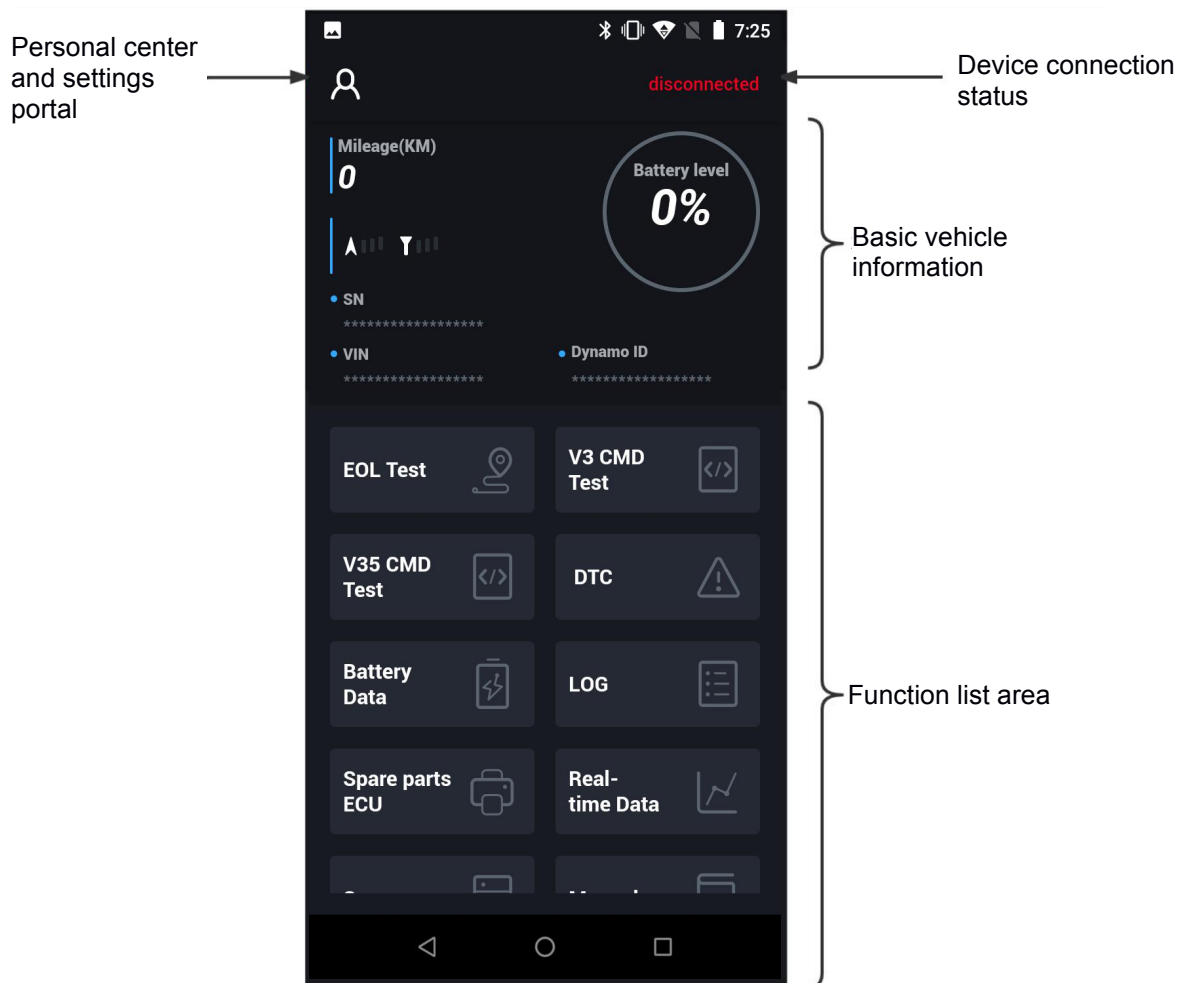 Personal center
and settings
portal
7:25
disconnected
Device connection
status
Mileage(KM)
0
Battery level
0%
Basic vehicle
information
SN
******************
VIN
******************
Dynamo ID
******************
EOL Test
V3 CMD
Test
V35 CMD
Test
DTC
Battery
Data
LOG
Function list area
Spare parts
ECU
Real-
time Data